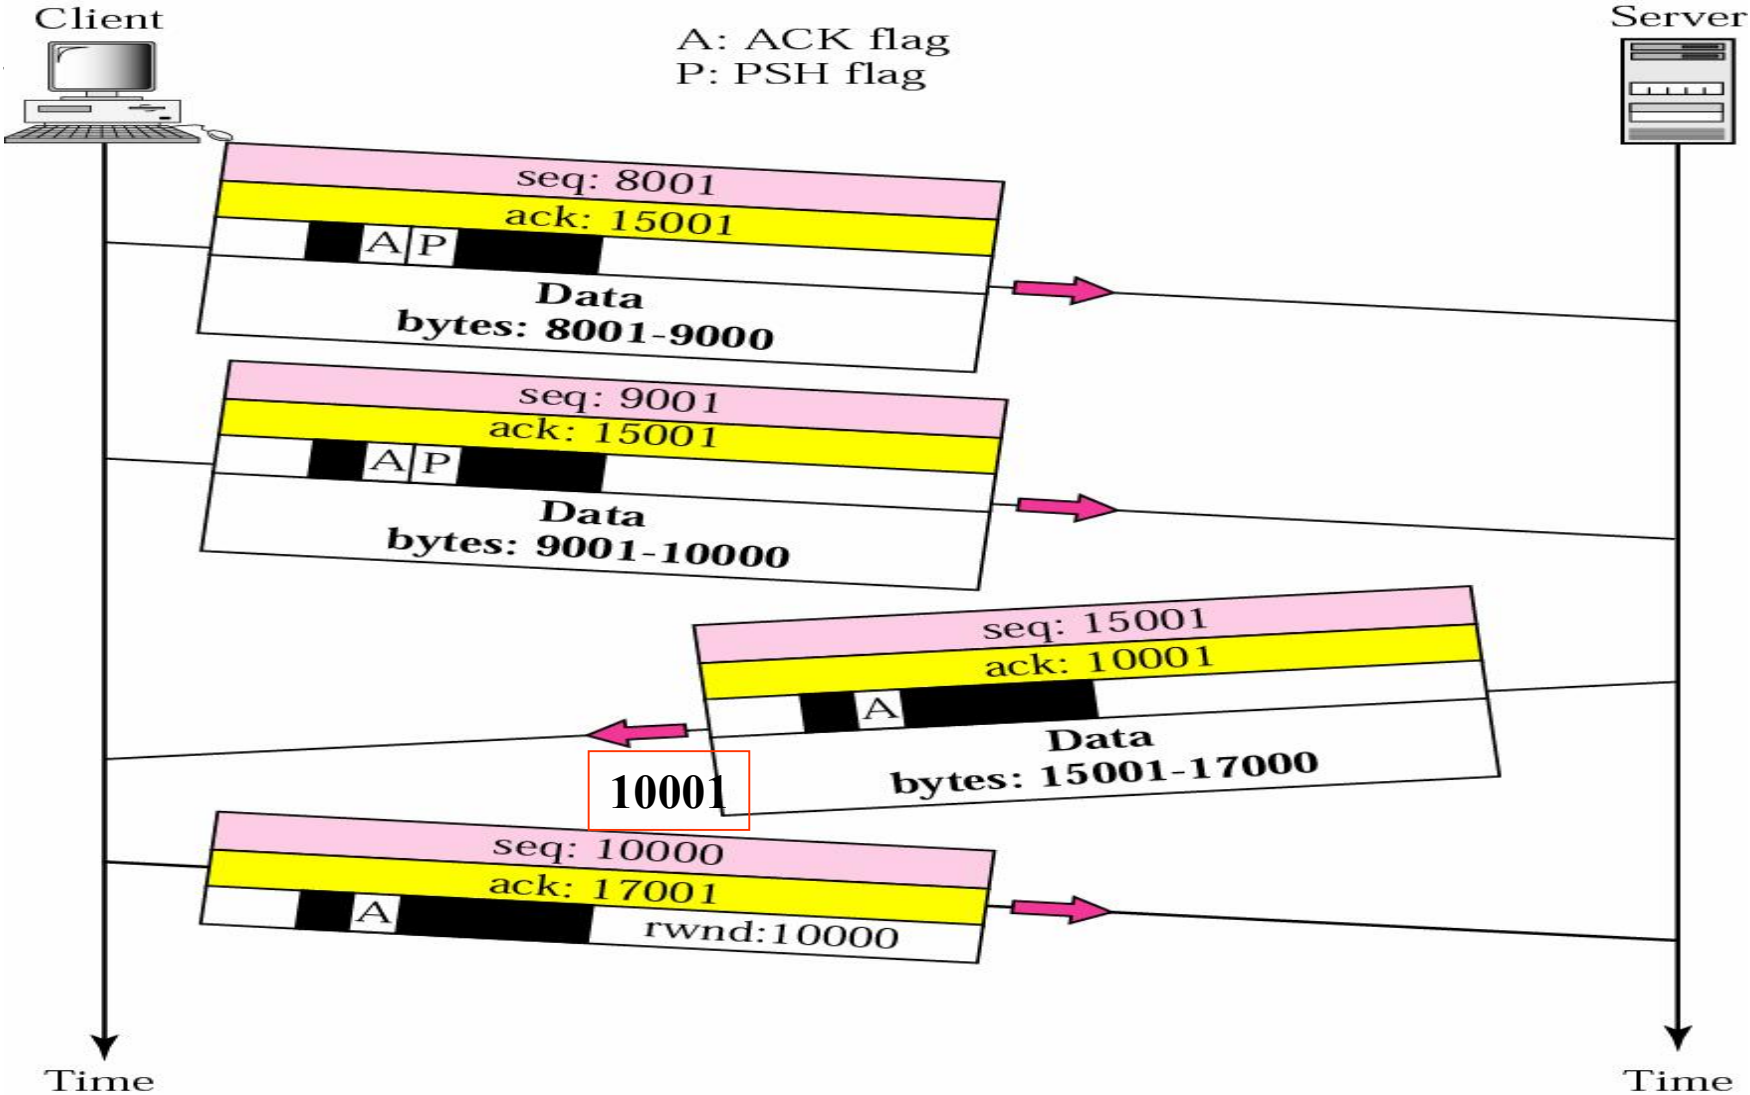 Client
Server
A: ACK flag
P: PSH flag
seq: 8001
ack: 15001
A P
Data
bytes: 8001-9000
seq: 9001
ack: 15001
A P
Data
bytes: 9001-10000
seq: 15001
ack: 10001
A
Data
bytes: 15001-17000
10001
seq: 10000
ack: 17001
A
rwnd:10000
Time
Time